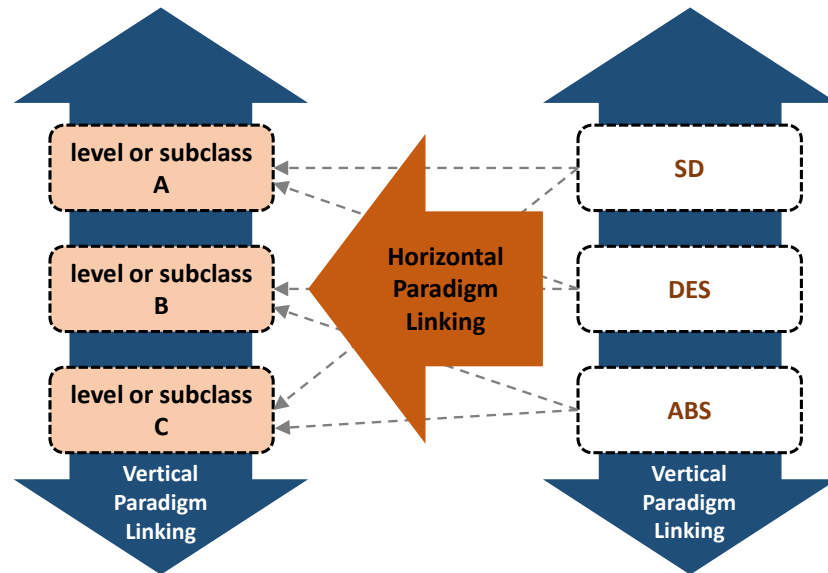 level or subclass
A
level or subclass
B
level or subclass
C
Vertical
Paradigm
Linking
Horizontal
Paradigm
Linking
SD
DES
ABS
Vertical
Paradigm
Linking